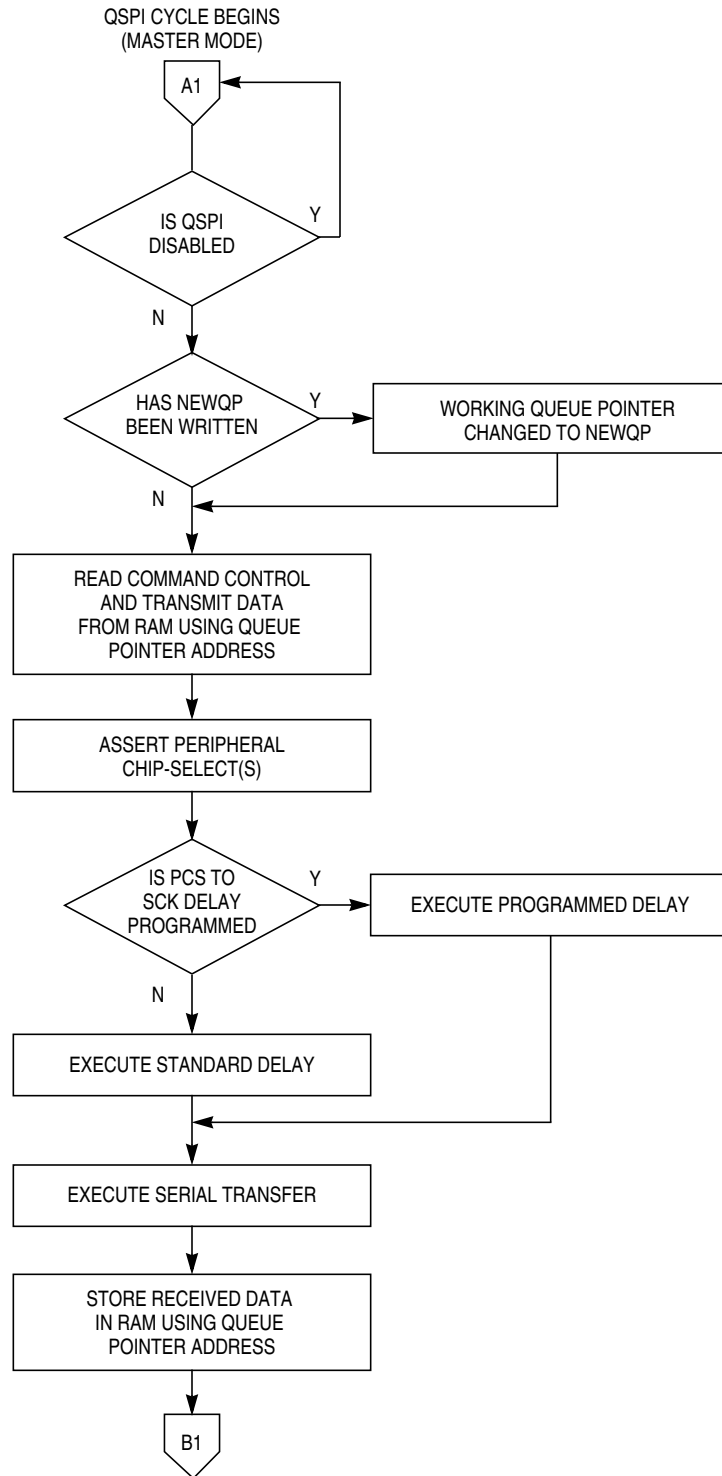 QSPI CYCLE BEGINS
(MASTER MODE)
A1
IS QSPI
DISABLED
Y
N
HAS NEWQP
BEEN WRITTEN
Y
WORKING QUEUE POINTER
CHANGED TO NEWQP
N
READ COMMAND CONTROL
AND TRANSMIT DATA
FROM RAM USING QUEUE
POINTER ADDRESS
ASSERT PERIPHERAL
CHIP-SELECT(S)
IS PCS TO
SCK DELAY
PROGRAMMED
Y
EXECUTE PROGRAMMED DELAY
N
EXECUTE STANDARD DELAY
EXECUTE SERIAL TRANSFER
STORE RECEIVED DATA
IN RAM USING QUEUE
POINTER ADDRESS
B1